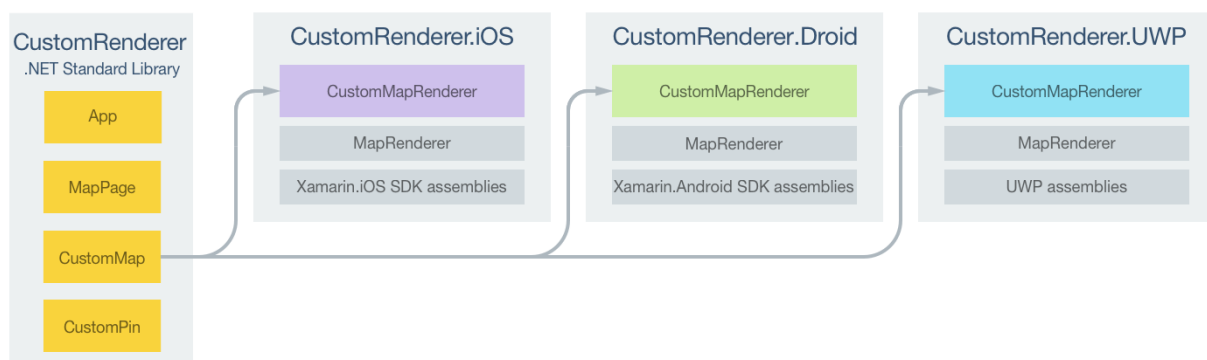 CustomRenderer
.NET Standard Library
App
MapPage
CustomMap
CustomPin
CustomRenderer.iOS
CustomMapRenderer
MapRenderer
Xamarin.iOS SDK assemblies
CustomRenderer.Droid
CustomMapRenderer
MapRenderer
Xamarin.Android SDK assemblies
CustomRenderer.UWP
CustomMapRenderer
MapRenderer
UWP assemblies